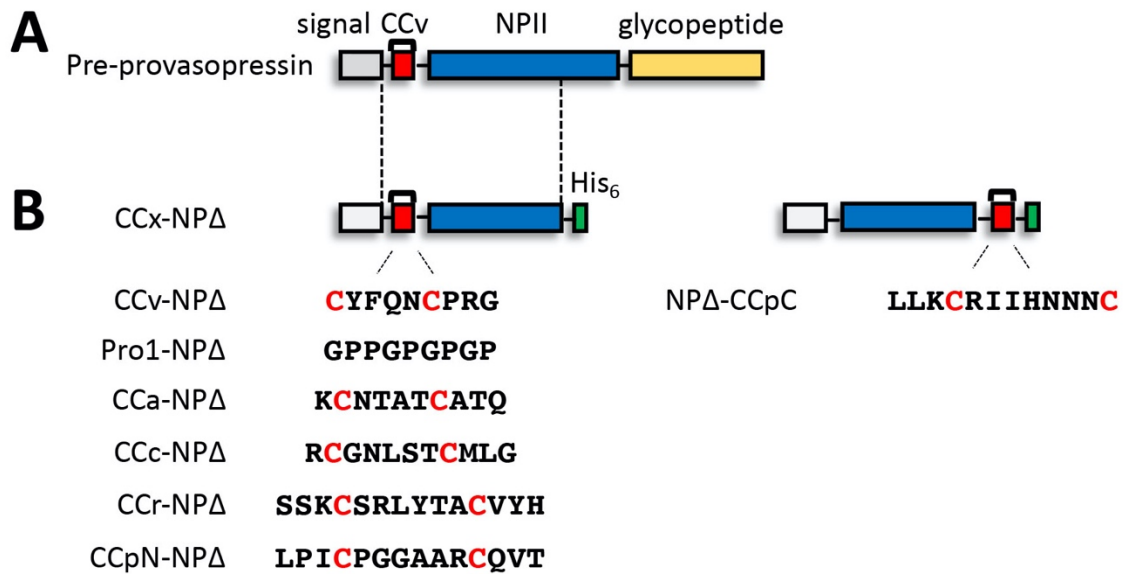 A
signal CCv NPII glycopeptide
Pre-provasopressin
B
His6
CCx-NPΔ
CCv-NPΔ CYFQNCPRG NPΔ-CCpC LLKCRIIHNNNC
Pro1-NPΔ GPPGPGPGP
CCa-NPΔ KCNTATCATQ
CCc-NPΔ RCGNLSTCMLG
CCr-NPΔ SSKCSRLYTACVYH
CCpN-NPΔ LPICPGGAARCQVT